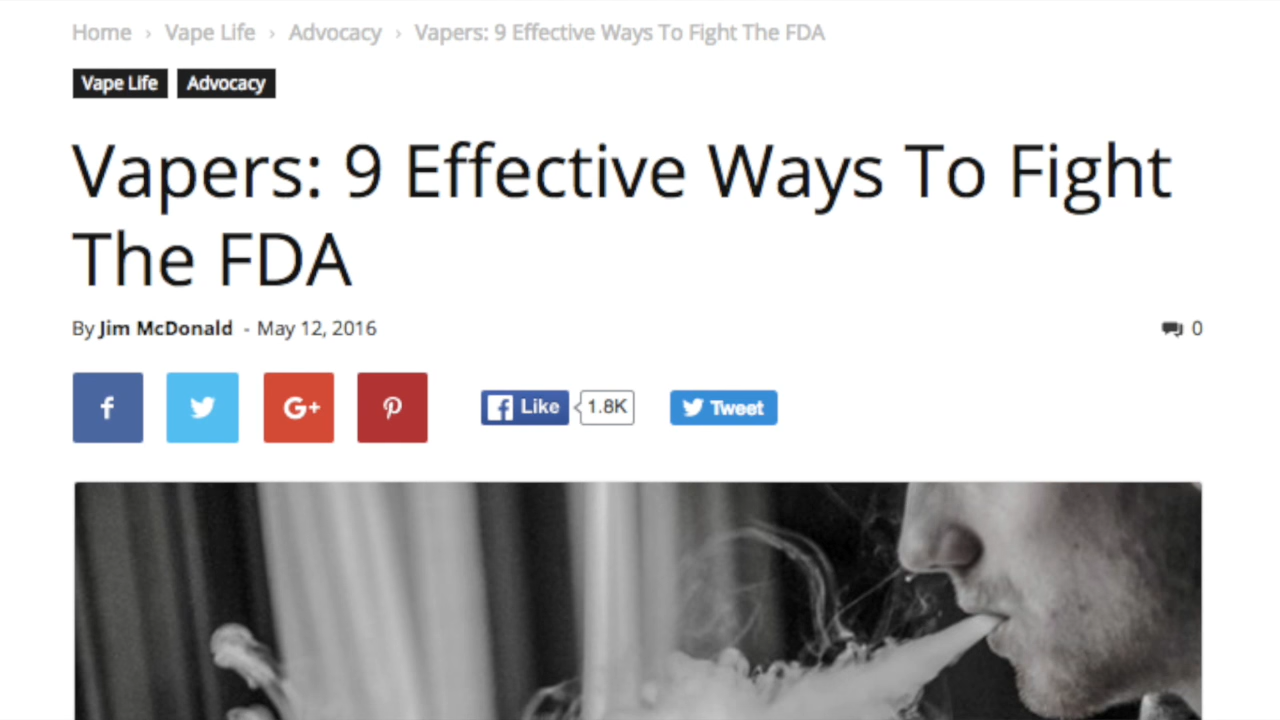 Home › Vape Life › Advocacy › Vapers: 9 Effective Ways To Fight The FDA
Vape Life Advocacy
Vapers: 9 Effective Ways To Fight
The FDA
By Jim McDonald - May 12, 2016 0
f G+ Like 1.8K Tweet